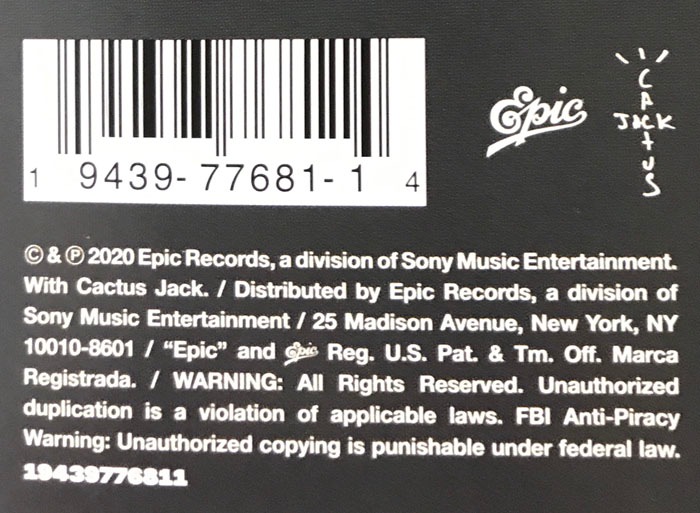 1 9439-77681-1 4
Epic
CACTUS
JACK
© & ℗ 2020 Epic Records, a division of Sony Music Entertainment.
With Cactus Jack. / Distributed by Epic Records, a division of
Sony Music Entertainment / 25 Madison Avenue, New York, NY
10010-8601 / “Epic” and Epic Reg. U.S. Pat. & Tm. Off. Marca
Registrada. / WARNING: All Rights Reserved. Unauthorized
duplication is a violation of applicable laws. FBI Anti-Piracy
Warning: Unauthorized copying is punishable under federal law.
19439776811